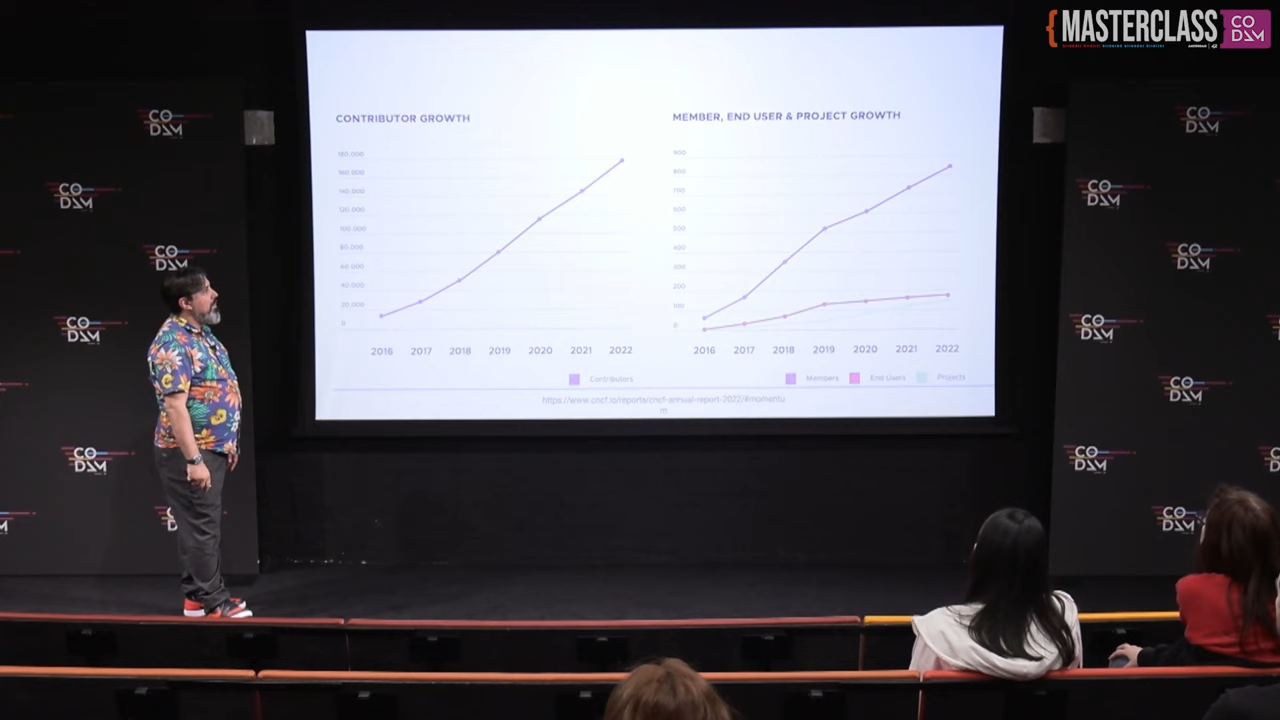 {MASTERCLASS
CO
DΣM
CONTRIBUTOR GROWTH
180,000
160,000
140,000
120,000
100,000
80,000
60,000
40,000
20,000
0
2016 2017 2018 2019 2020 2021 2022
Contributors
MEMBER, END USER & PROJECT GROWTH
900
800
700
600
500
400
300
200
100
0
2016 2017 2018 2019 2020 2021 2022
Members End Users Projects
https://www.cncf.io/reports/cncf-annual-report-2022/#momentu
m